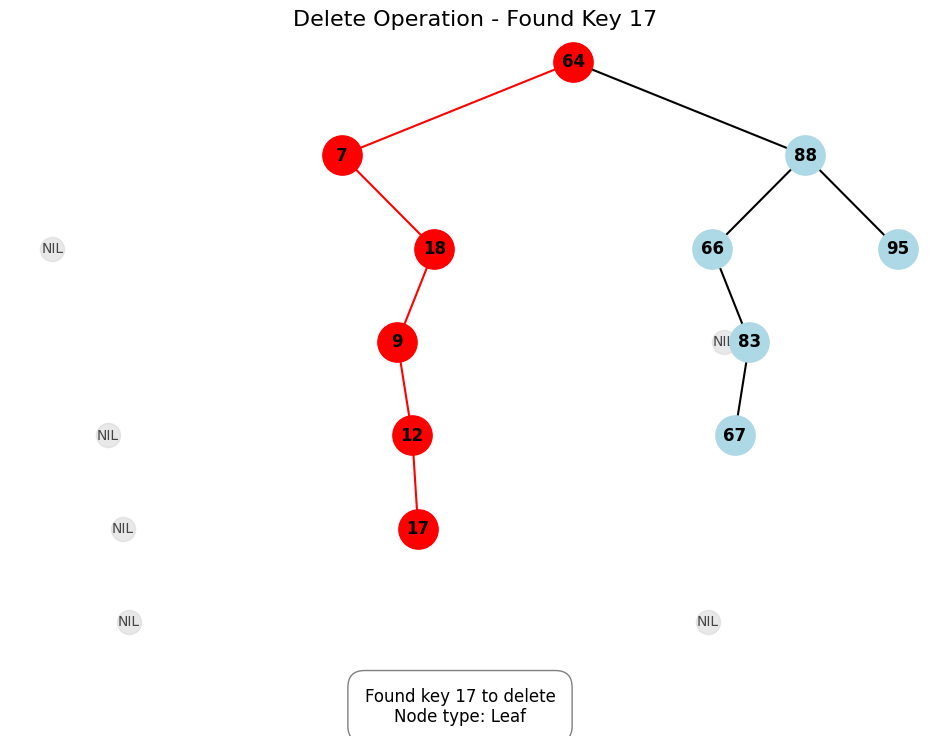 Delete Operation - Found Key 17
64
7
88
NIL
18
66
95
9
NIL
83
NIL
12
67
NIL
17
NIL
NIL
Found key 17 to delete
Node type: Leaf